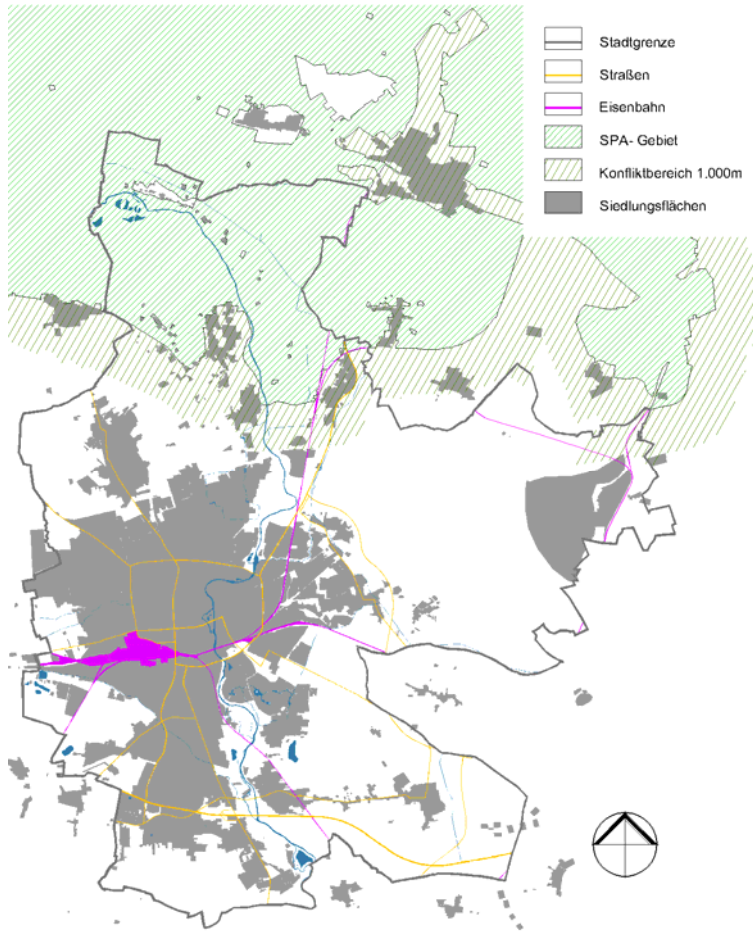 Stadtgrenze
Straßen
Eisenbahn
SPA- Gebiet
Konfliktbereich 1.000m
Siedlungsflächen